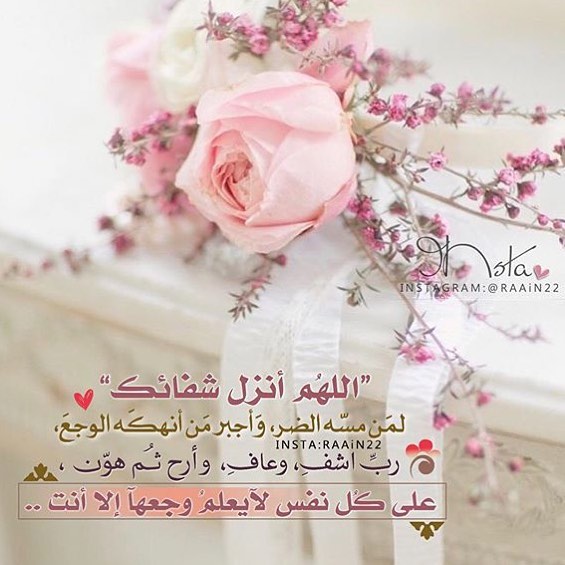 Insta
INSTAGRAM:@RAAiN22
”اللهُم أنزل شفائك“
لمَن مسّه الضر، وَأجبر مَن أنهكَه الوجعَ،
INSTA:RAAiN22
ربِّ اشفِ، وعافِ، وأرح ثُم هوّن ،
على كُل نفس لآيعلمُ وجعهآ إلا أنت ..